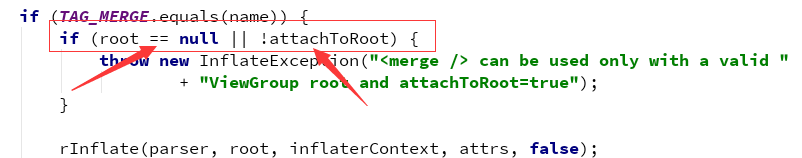 if (TAG_MERGE.equals(name)) {
if (root == null || !attachToRoot) {
throw new InflateException("<merge /> can be used only with a valid "
+ "ViewGroup root and attachToRoot=true");
}
rInflate(parser, root, inflaterContext, attrs, false);